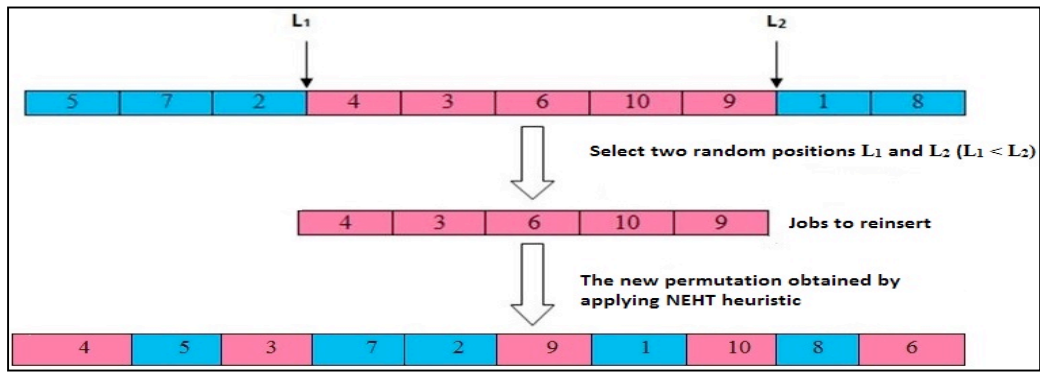 L₁ L₂
5 7 2 4 3 6 10 9 1 8
Select two random positions L₁ and L₂ (L₁ < L₂)
4 3 6 10 9 Jobs to reinsert
The new permutation obtained by
applying NEHT heuristic
4 5 3 7 2 9 1 10 8 6